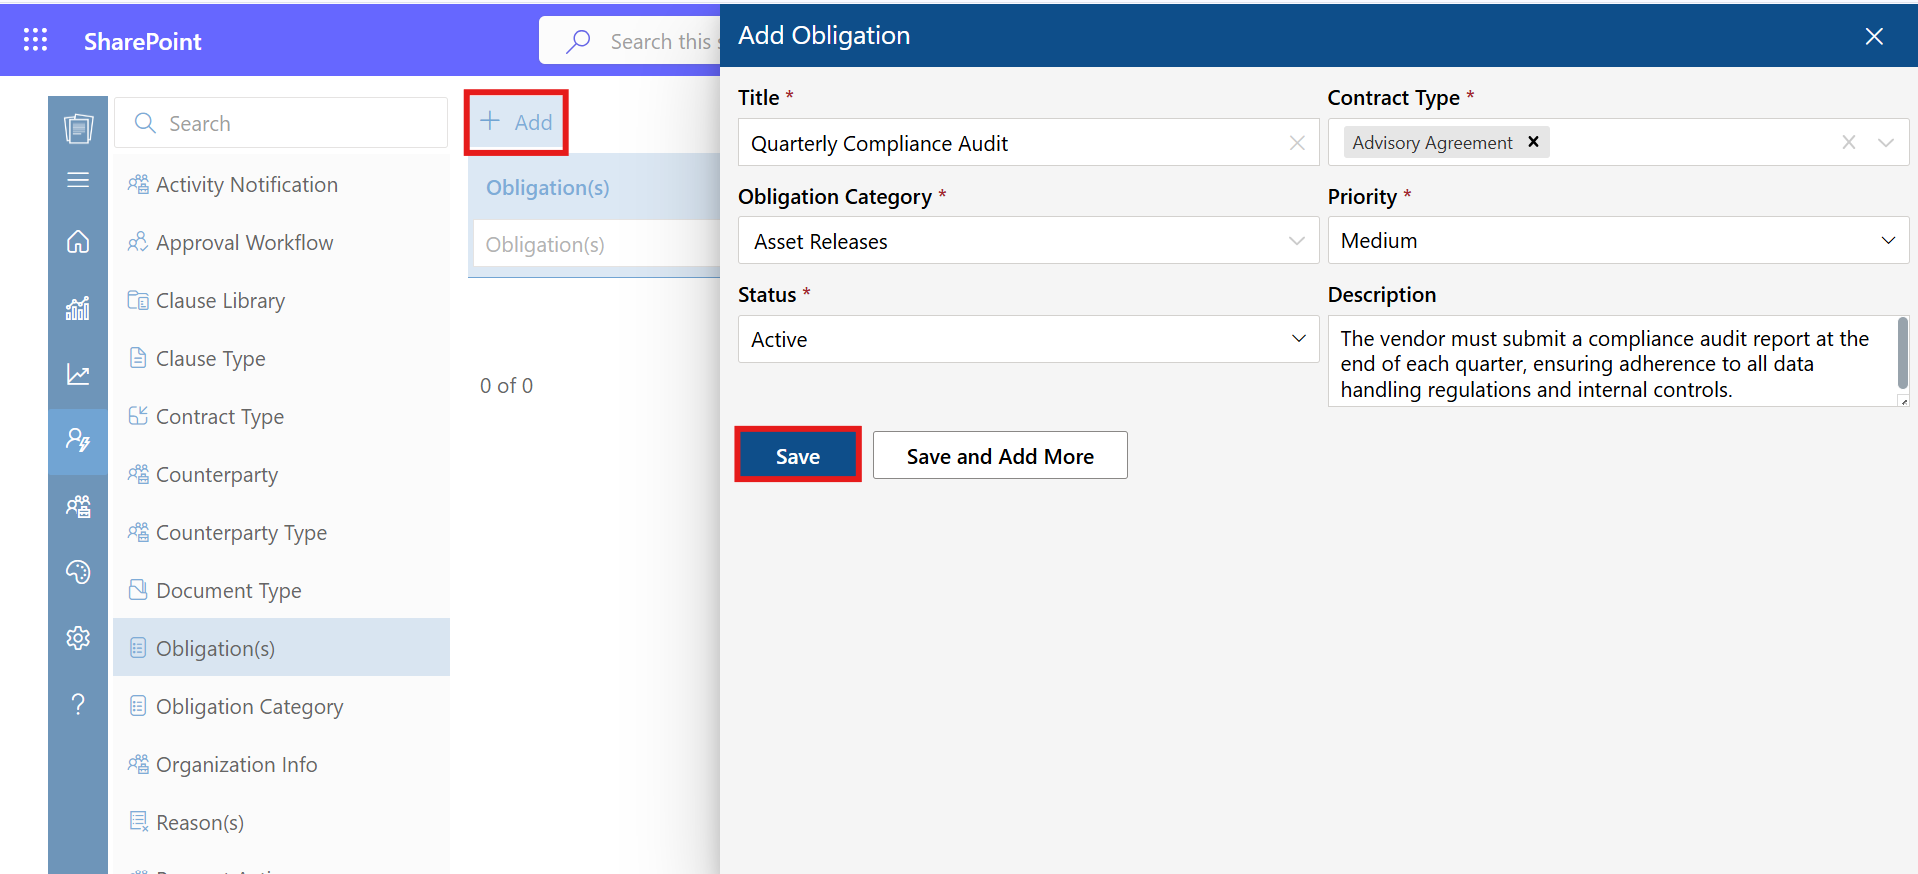 SharePoint
Search this
Add Obligation
Search
Add
Obligation(s)
Obligation(s)
0 of 0
Activity Notification
Approval Workflow
Clause Library
Clause Type
Contract Type
Counterparty
Counterparty Type
Document Type
Obligation(s)
Obligation Category
Organization Info
Reason(s)
Title *
Quarterly Compliance Audit
Contract Type *
Advisory Agreement
Obligation Category *
Asset Releases
Priority *
Medium
Status *
Active
Description
The vendor must submit a compliance audit report at the
end of each quarter, ensuring adherence to all data
handling regulations and internal controls.
Save
Save and Add More